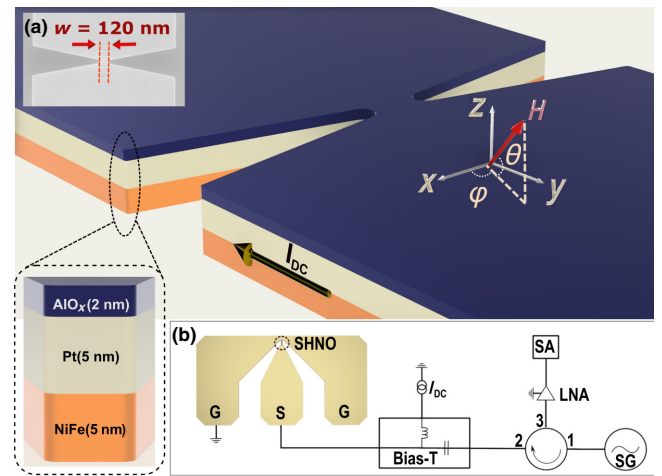 (a)
w = 120 nm
z
H
θ
x
y
φ
I_DC
AlOₓ(2 nm)
Pt(5 nm)
NiFe(5 nm)
(b)
SHNO
G
S
G
I_DC
Bias-T
SA
LNA
3
2
1
SG